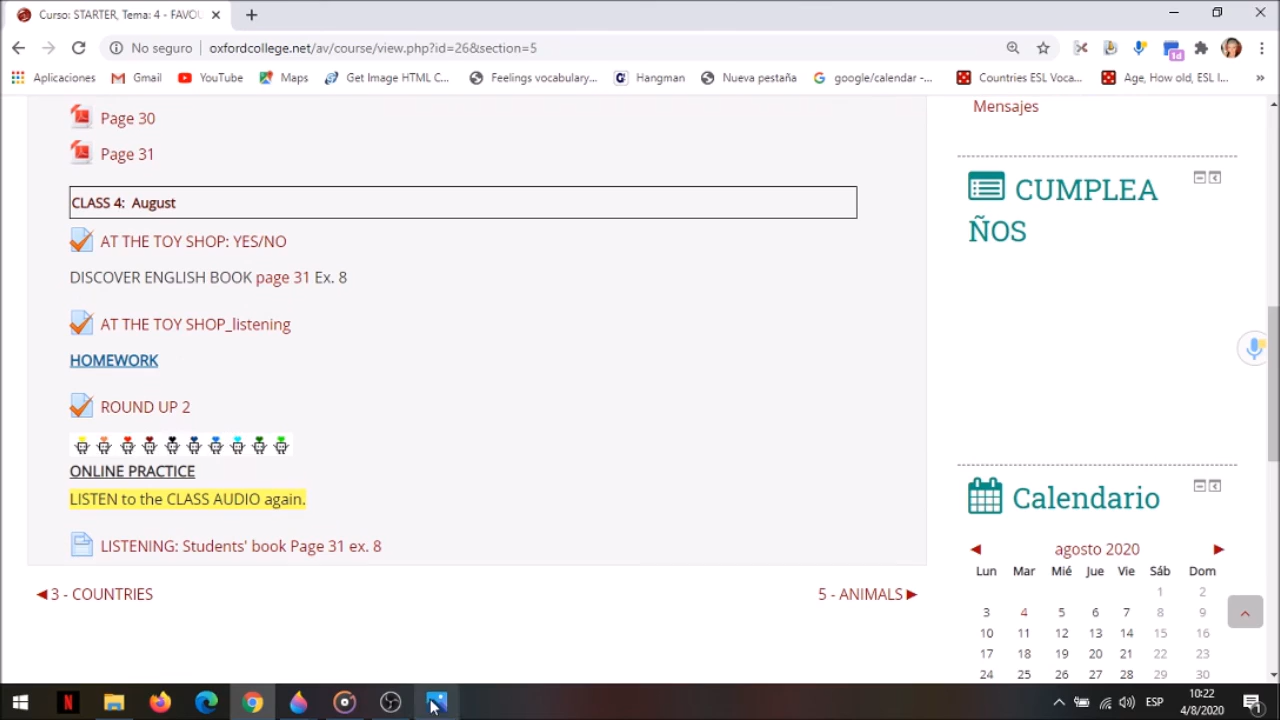 Curso: STARTER, Tema: 4 - FAVOU
No seguro
oxfordcollege.net/av/course/view.php?id=26&section=5
1d
Aplicaciones
Gmail
YouTube
Maps
Get Image HTML C...
Feelings vocabulary...
Hangman
Nueva pestaña
google/calendar -...
Countries ESL Voca...
Age, How old, ESL I...
»
Page 30
Page 31
CLASS 4: August
AT THE TOY SHOP: YES/NO
DISCOVER ENGLISH BOOK page 31 Ex. 8
AT THE TOY SHOP_listening
HOMEWORK
ROUND UP 2
ONLINE PRACTICE
LISTEN to the CLASS AUDIO again.
LISTENING: Students' book Page 31 ex. 8
◀ 3 - COUNTRIES
5 - ANIMALS ▶
Mensajes
CUMPLEA
ÑOS
Calendario
◀ agosto 2020 ▶
Lun Mar Mié Jue Vie Sáb Dom
1 2
3 4 5 6 7 8 9
10 11 12 13 14 15 16
17 18 19 20 21 22 23
24 25 26 27 28 29 30
N
ESP
10:22
4/8/2020
1